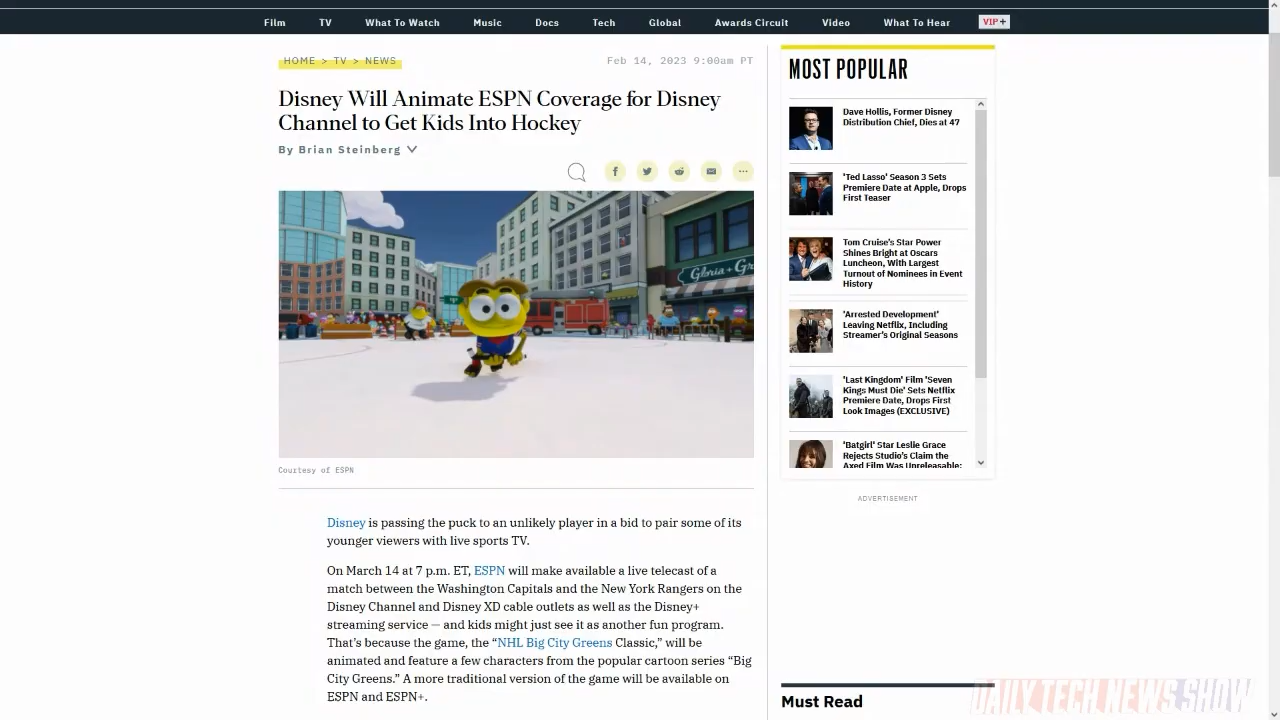 Film TV What To Watch Music Docs Tech Global Awards Circuit Video What To Hear VIP+
HOME > TV > NEWS
Feb 14, 2023 9:00am PT
Disney Will Animate ESPN Coverage for Disney
Channel to Get Kids Into Hockey
By Brian Steinberg
Gloria + Gr
Courtesy of ESPN
Disney is passing the puck to an unlikely player in a bid to pair some of its
younger viewers with live sports TV.
On March 14 at 7 p.m. ET, ESPN will make available a live telecast of a
match between the Washington Capitals and the New York Rangers on the
Disney Channel and Disney XD cable outlets as well as the Disney+
streaming service — and kids might just see it as another fun program.
That’s because the game, the “NHL Big City Greens Classic,” will be
animated and feature a few characters from the popular cartoon series “Big
City Greens.” A more traditional version of the game will be available on
ESPN and ESPN+.
MOST POPULAR
Dave Hollis, Former Disney
Distribution Chief, Dies at 47
'Ted Lasso' Season 3 Sets
Premiere Date at Apple, Drops
First Teaser
Tom Cruise’s Star Power
Shines Bright at Oscars
Luncheon, With Largest
Turnout of Nominees in Event
History
'Arrested Development'
Leaving Netflix, Including
Streamer’s Original Seasons
'Last Kingdom' Film 'Seven
Kings Must Die' Sets Netflix
Premiere Date, Drops First
Look Images (EXCLUSIVE)
'Batgirl' Star Leslie Grace
Rejects Studio’s Claim the
Axed Film Was Unreleasable:
ADVERTISEMENT
Must Read
DAILY TECH NEWS SHOW